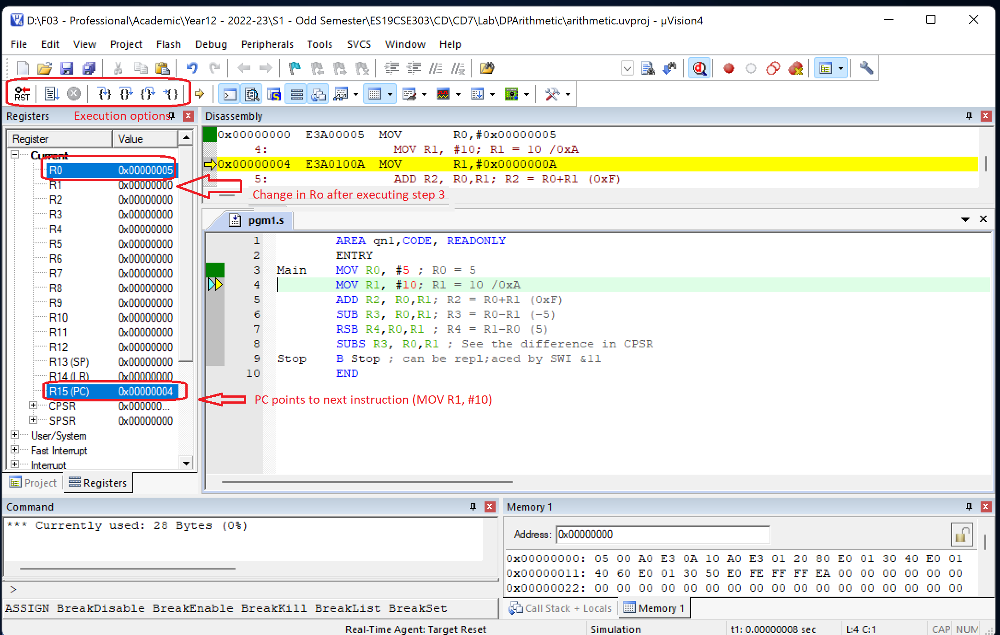 D:\F03 - Professional\Academic\Year12 - 2022-23\S1 - Odd Semester\ES19CSE303\CD\CD7\Lab\DPArithmetic\arithmetic.uvproj - µVision4
File Edit View Project Flash Debug Peripherals Tools SVCS Window Help
RST
Registers Execution options
Register Value
Current
R0 0x00000005
R1 0x00000000
R2 0x00000000
R3 0x00000000
R4 0x00000000
R5 0x00000000
R6 0x00000000
R7 0x00000000
R8 0x00000000
R9 0x00000000
R10 0x00000000
R11 0x00000000
R12 0x00000000
R13 (SP) 0x00000000
R14 (LR) 0x00000000
R15 (PC) 0x00000004
CPSR 0x000000...
SPSR 0x00000000
User/System
Fast Interrupt
Interrupt
Project Registers
Disassembly
0x00000000 E3A00005 MOV R0,#0x00000005
4: MOV R1, #10; R1 = 10 /0xA
0x00000004 E3A0100A MOV R1,#0x0000000A
5: ADD R2, R0,R1; R2 = R0+R1 (0xF)
Change in Ro after executing step 3
pgm1.s
1 AREA qn1,CODE, READONLY
2 ENTRY
3 Main MOV R0, #5 ; R0 = 5
4 MOV R1, #10; R1 = 10 /0xA
5 ADD R2, R0,R1; R2 = R0+R1 (0xF)
6 SUB R3, R0,R1; R3 = R0-R1 (-5)
7 RSB R4,R0,R1 ; R4 = R1-R0 (5)
8 SUBS R3, R0,R1 ; See the difference in CPSR
9 Stop B Stop ; can be repl;aced by SWI &11
10 END
PC points to next instruction (MOV R1, #10)
Command
*** Currently used: 28 Bytes (0%)
>
ASSIGN BreakDisable BreakEnable BreakKill BreakList BreakSet
Memory 1
Address: 0x00000000
0x00000000: 05 00 A0 E3 0A 10 A0 E3 01 20 80 E0 01 30 40 E0 01
0x00000011: 40 60 E0 01 30 50 E0 FE FF FF EA 00 00 00 00 00 00
0x00000022: 00 00 00 00 00 00 00 00 00 00 00 00 00 00 00 00 00
Call Stack + Locals Memory 1
Real-Time Agent: Target Reset Simulation t1: 0.00000008 sec L:4 C:1 CAP NUM